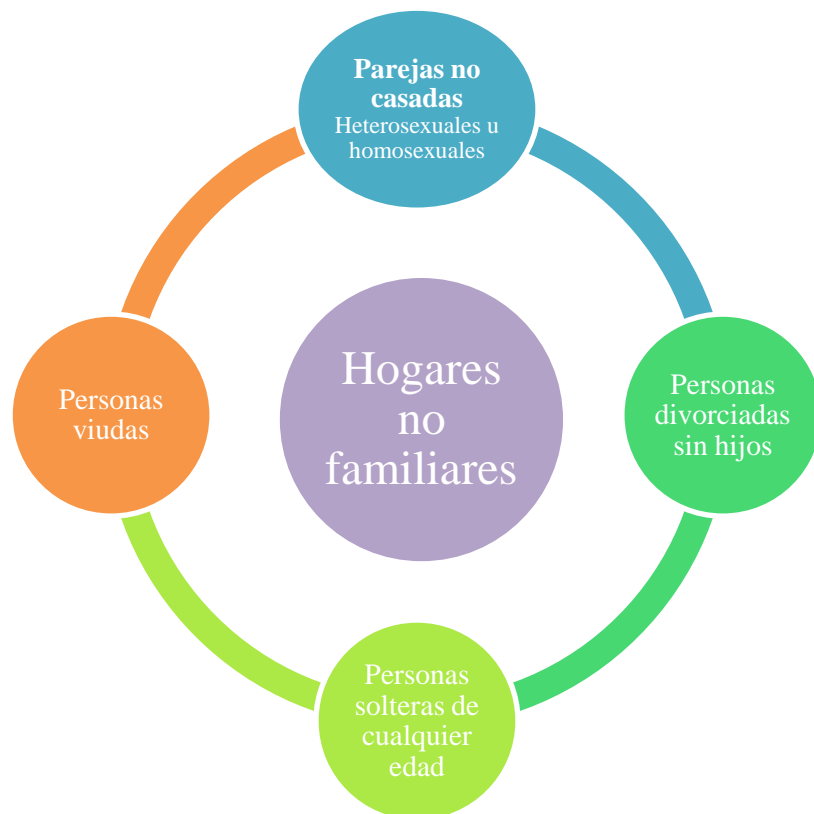 Parejas no
casadas
Heterosexuales u
homosexuales
Personas
viudas
Hogares
no
familiares
Personas
divorciadas
sin hijos
Personas
solteras de
cualquier
edad